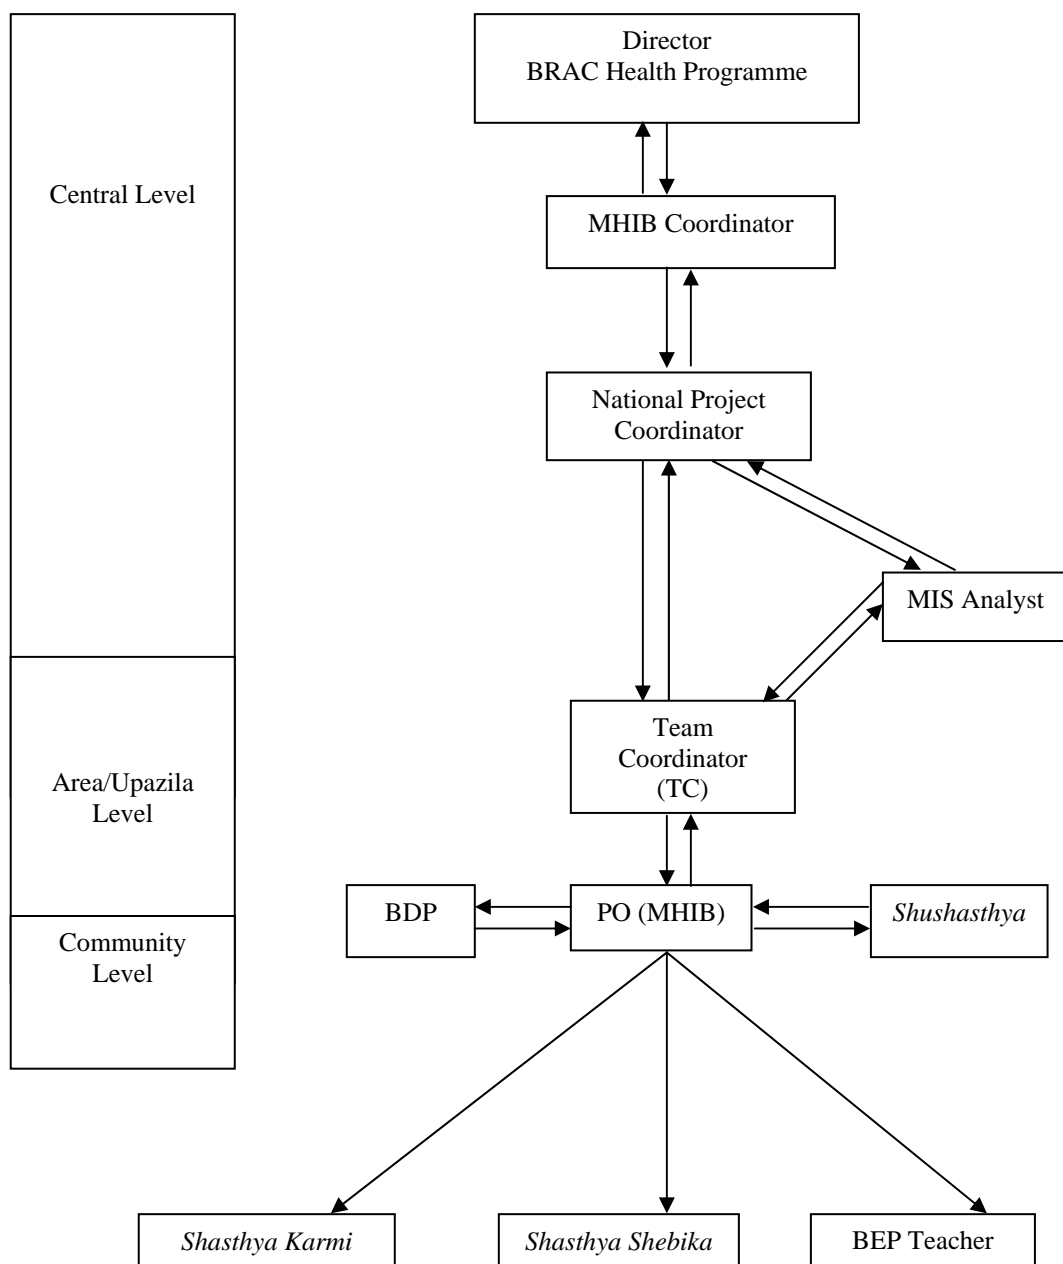 Director
BRAC Health Programme
Central Level
MHIB Coordinator
National Project
Coordinator
MIS Analyst
Team
Coordinator
(TC)
Area/Upazila
Level
BDP
PO (MHIB)
Shushasthya
Community
Level
Shasthya Karmi
Shasthya Shebika
BEP Teacher